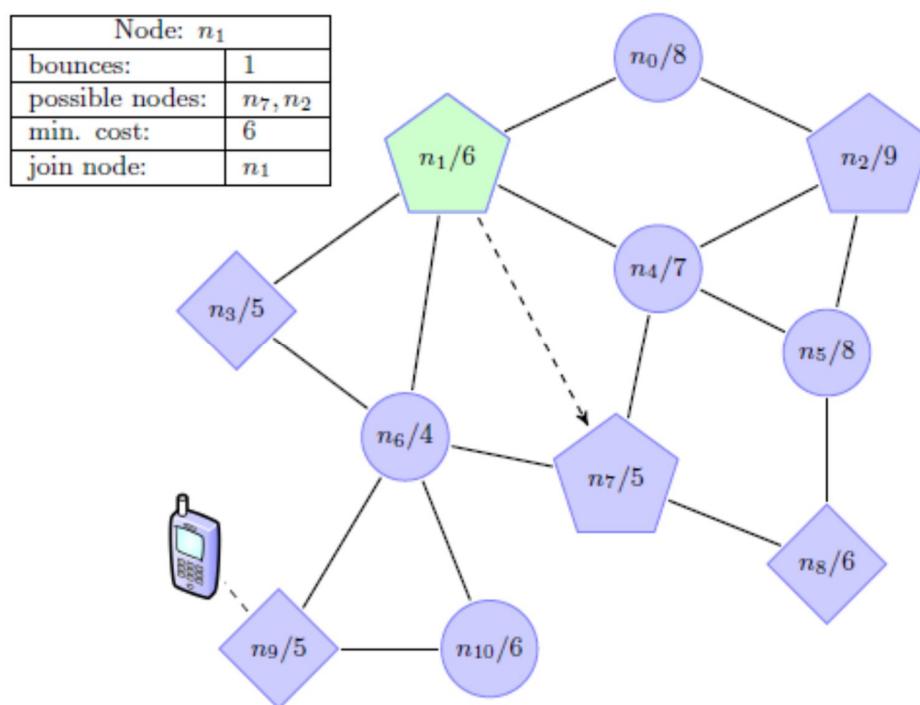 Node: n₁
bounces: 1
possible nodes: n₇, n₂
min. cost: 6
join node: n₁
n₀/8
n₁/6
n₂/9
n₄/7
n₃/5
n₅/8
n₆/4
n₇/5
n₈/6
n₉/5
n₁₀/6